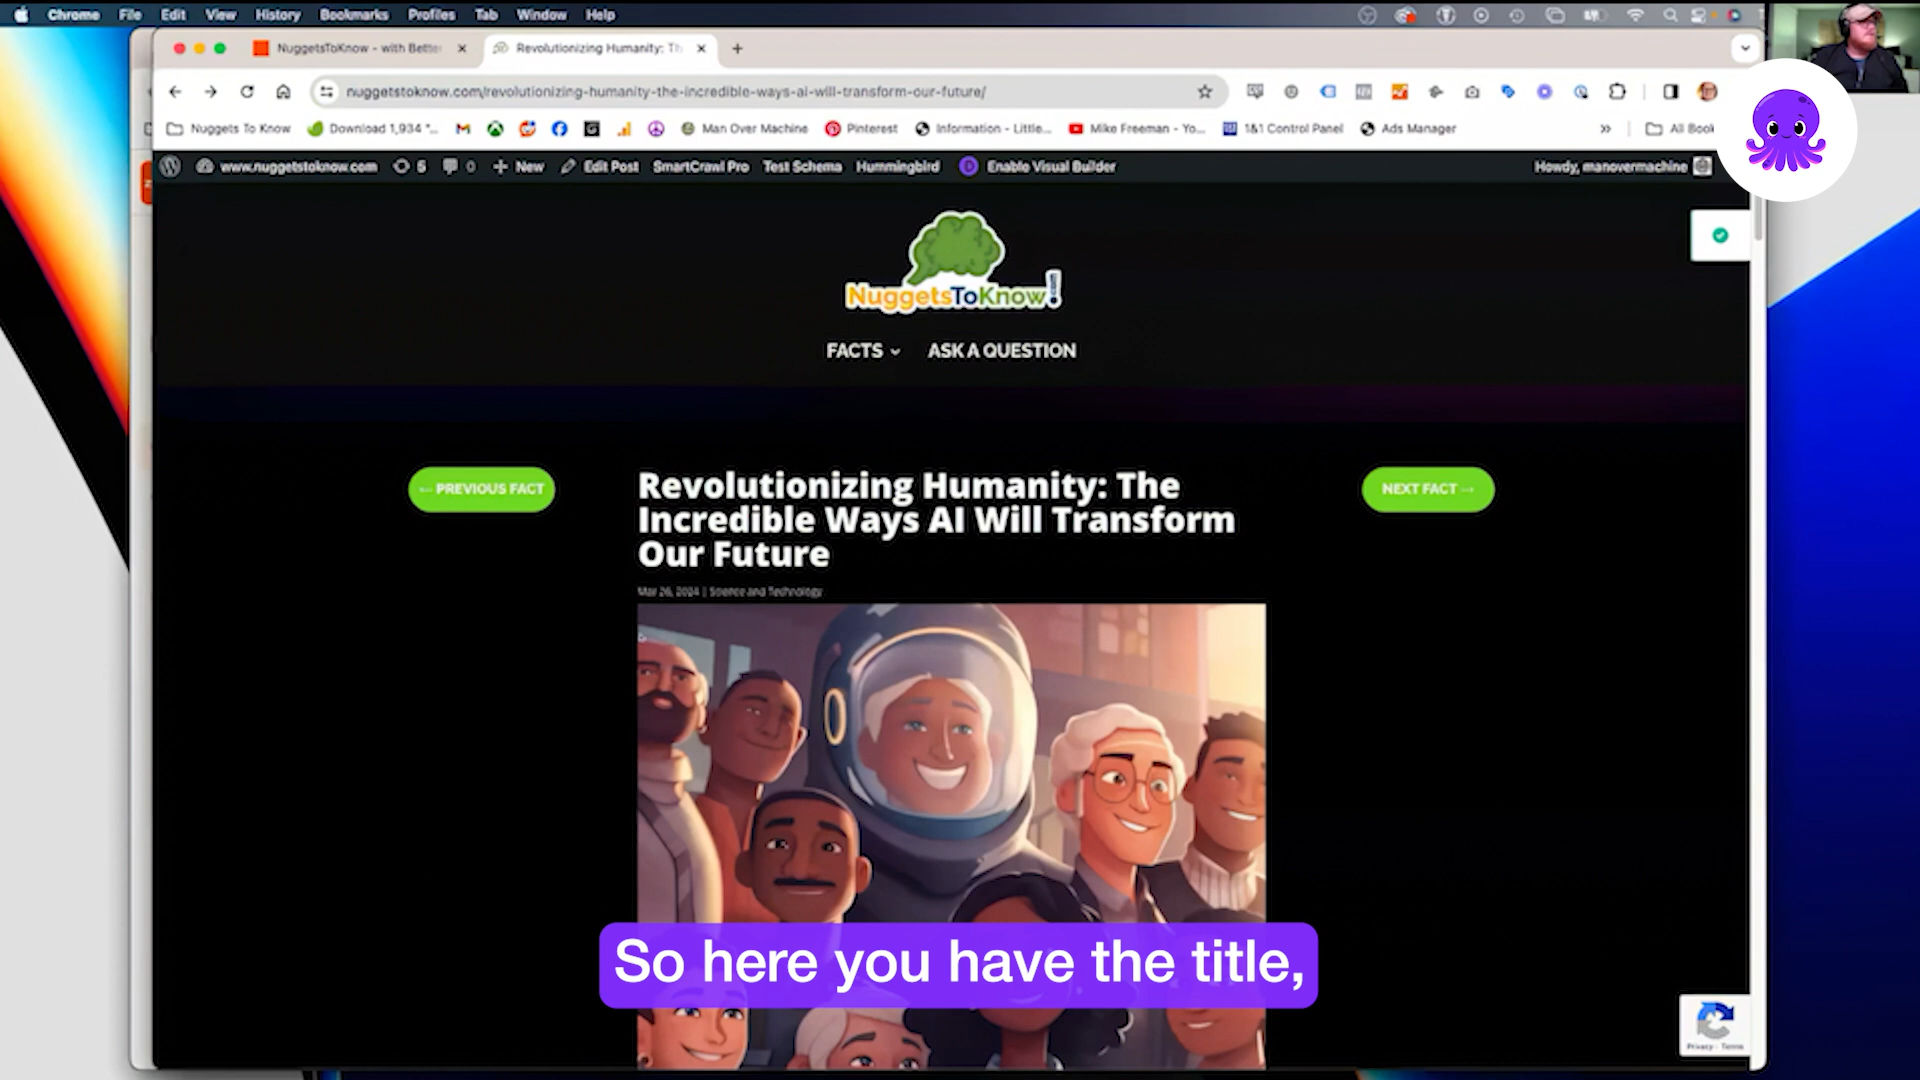 Chrome File Edit View History Bookmarks Profiles Tab Window Help
NuggetsToKnow - with Better
Revolutionizing Humanity: Th
nuggetstoknow.com/revolutionizing-humanity-the-incredible-ways-ai-will-transform-our-future/
Nuggets To Know Download 1,934 "... Man Over Machine Pinterest Information - Little... Mike Freeman - Yo... 1&1 Control Panel Ads Manager » All Book
www.nuggetstoknow.com 5 0 New Edit Post SmartCrawl Pro Test Schema Hummingbird Enable Visual Builder Howdy, manovermachine
NuggetsToKnow!
FACTS ASK A QUESTION
← PREVIOUS FACT
Revolutionizing Humanity: The
Incredible Ways AI Will Transform
Our Future
NEXT FACT →
Mar 26, 2024 | Science and Technology
So here you have the title,
Privacy - Terms